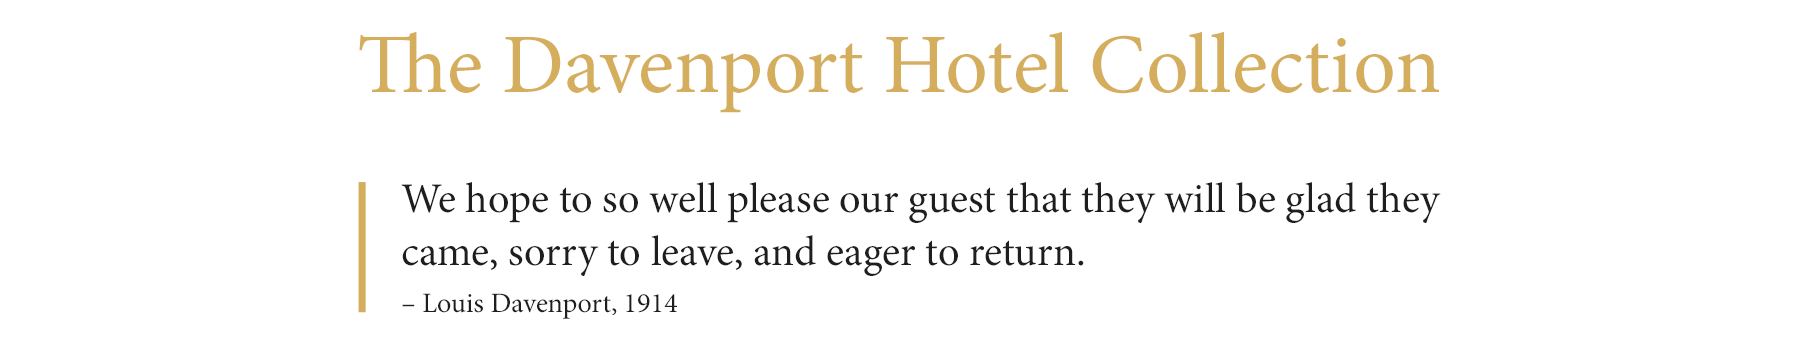 The Davenport Hotel Collection
We hope to so well please our guest that they will be glad they
came, sorry to leave, and eager to return.
– Louis Davenport, 1914